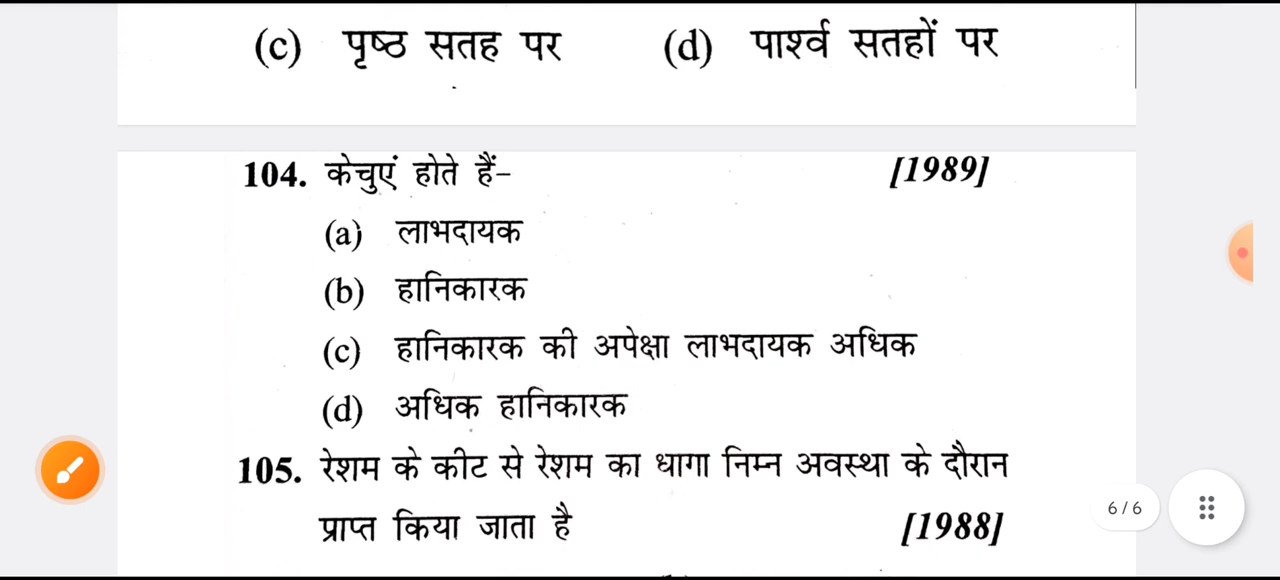 (c) पृष्ठ सतह पर (d) पार्श्व सतहों पर
104. केचुएं होते हैं- [1989]
(a) लाभदायक
(b) हानिकारक
(c) हानिकारक की अपेक्षा लाभदायक अधिक
(d) अधिक हानिकारक
105. रेशम के कीट से रेशम का धागा निम्न अवस्था के दौरान
प्राप्त किया जाता है [1988]
6/6